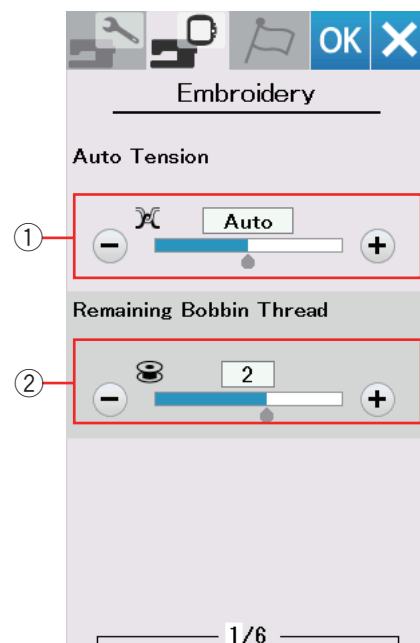 OK
Embroidery
Auto Tension
① Auto
Remaining Bobbin Thread
② 2
1/6